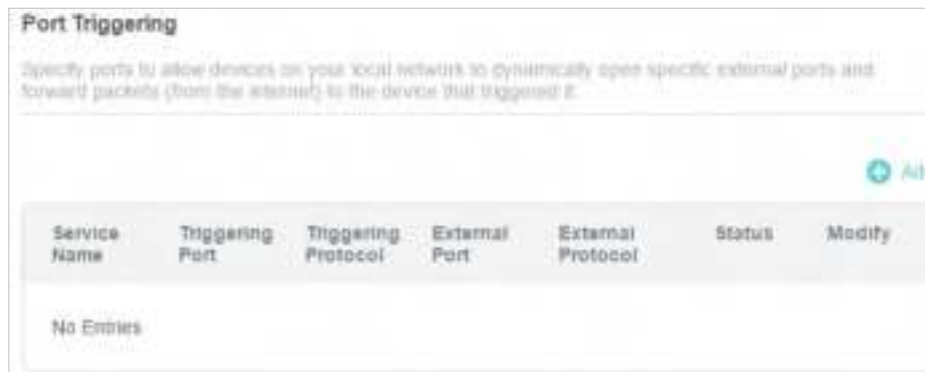 Port Triggering
Specify ports to allow devices on your local network to dynamically open specific external ports and
forward packets (from the internet) to the device that triggered it.
Ad
Service Name
Triggering Port
Triggering Protocol
External Port
External Protocol
Status
Modify
No Entries